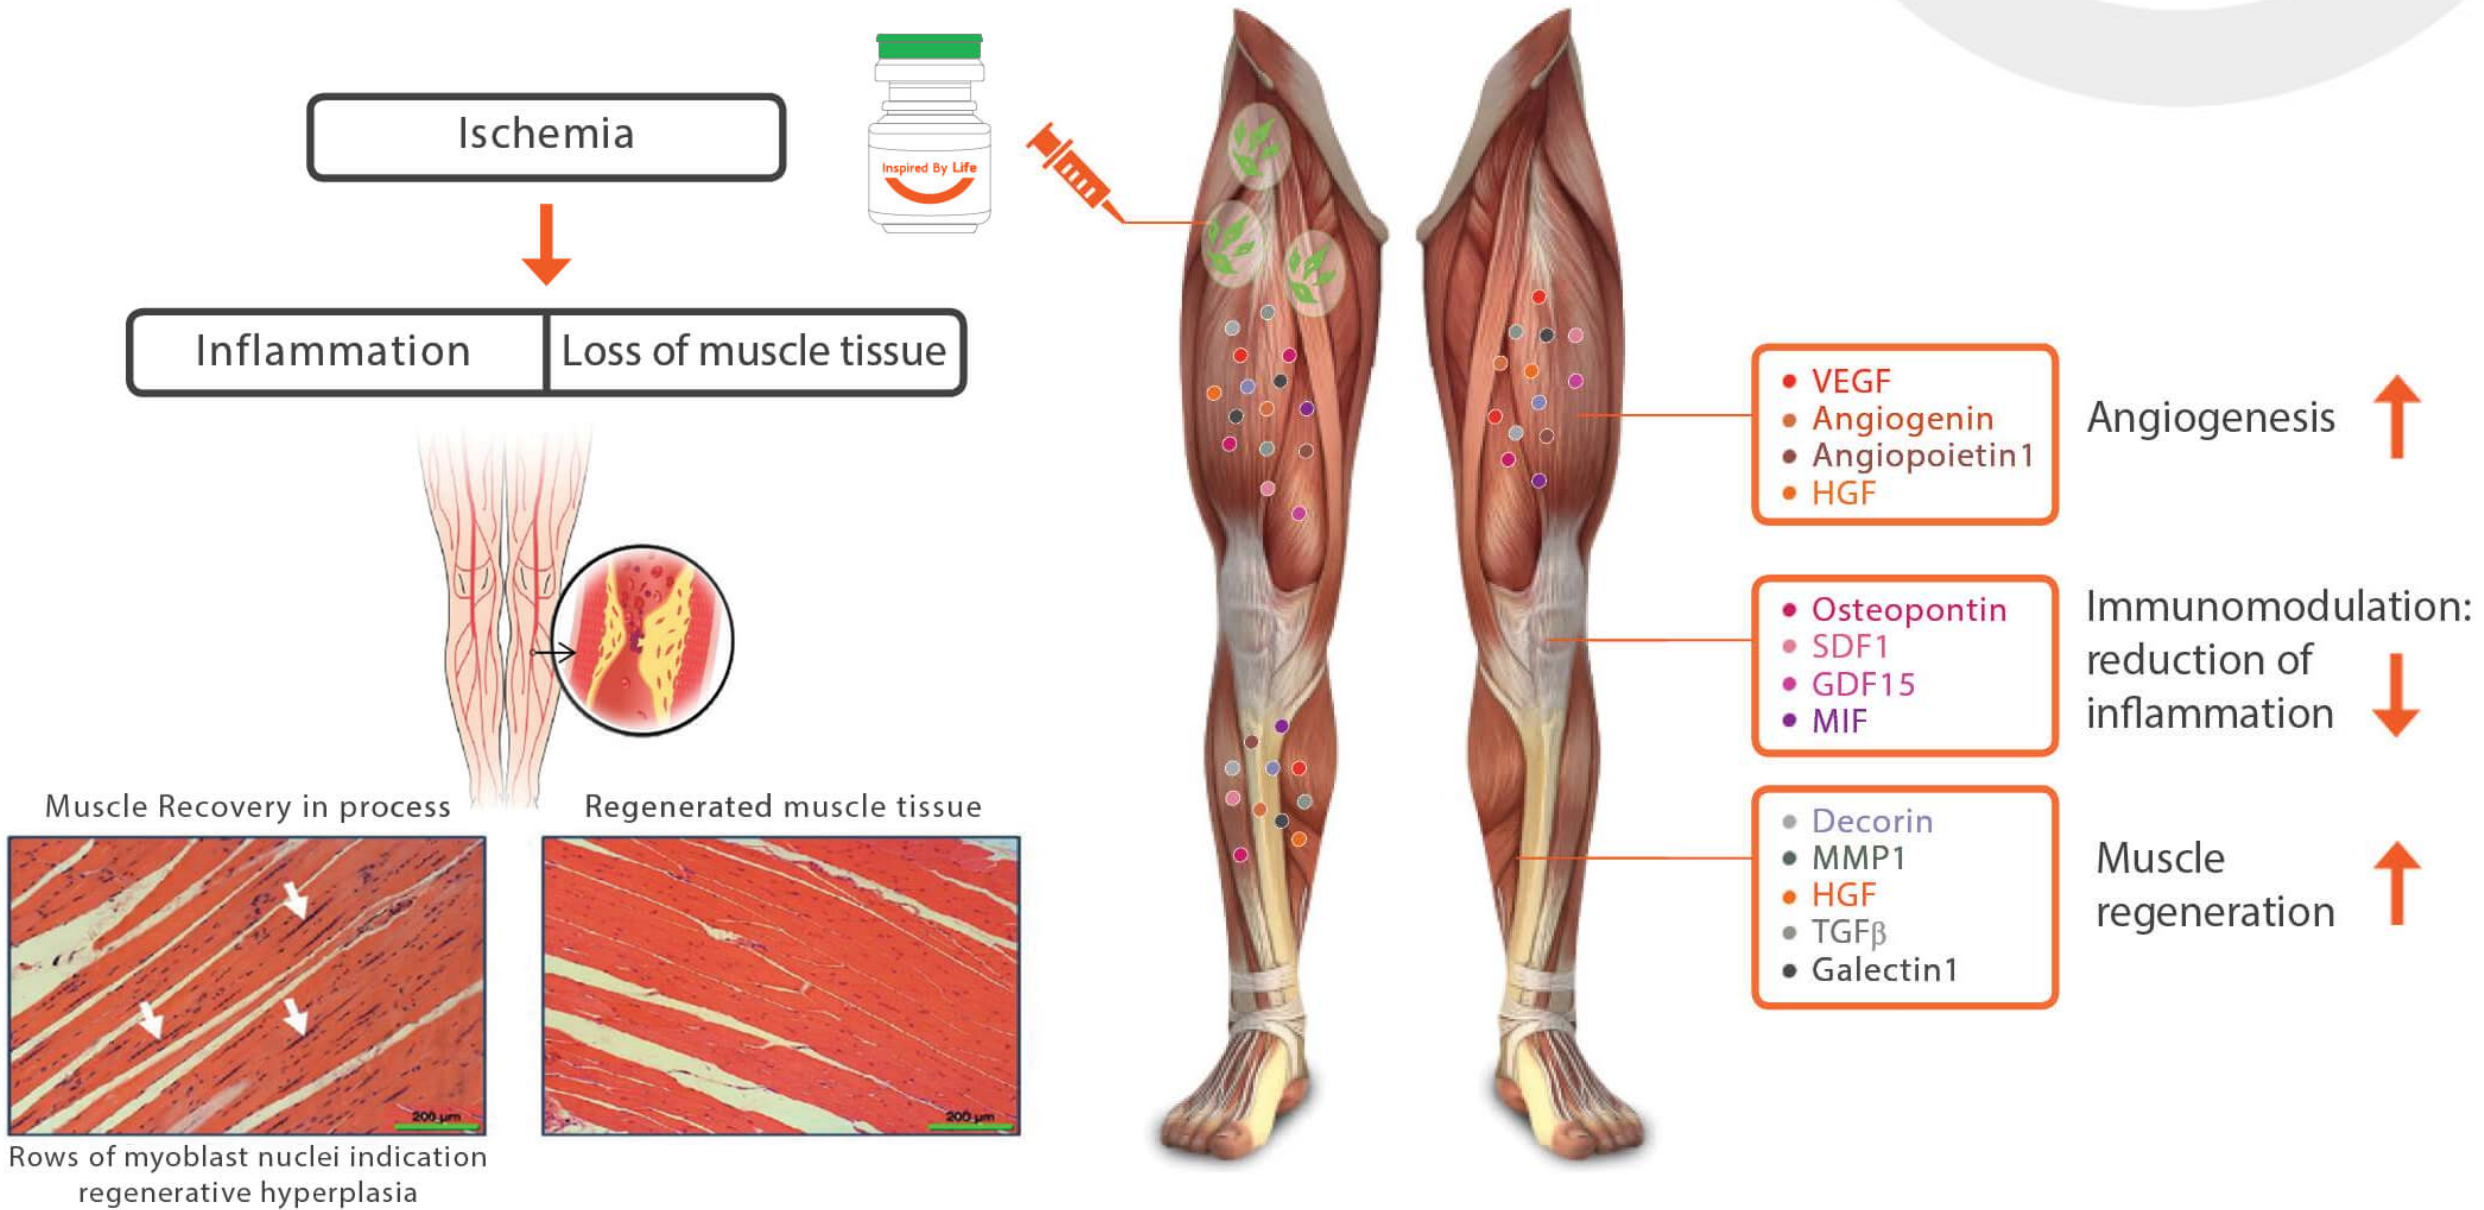 Ischemia
Inspired By Life
Inflammation
Loss of muscle tissue
Muscle Recovery in process
Regenerated muscle tissue
200 µm
200 µm
Rows of myoblast nuclei indication
regenerative hyperplasia
VEGF
Angiogenin
Angiopoietin1
HGF
Angiogenesis
Osteopontin
SDF1
GDF15
MIF
Immunomodulation:
reduction of
inflammation
Decorin
MMP1
HGF
TGFβ
Galectin1
Muscle
regeneration